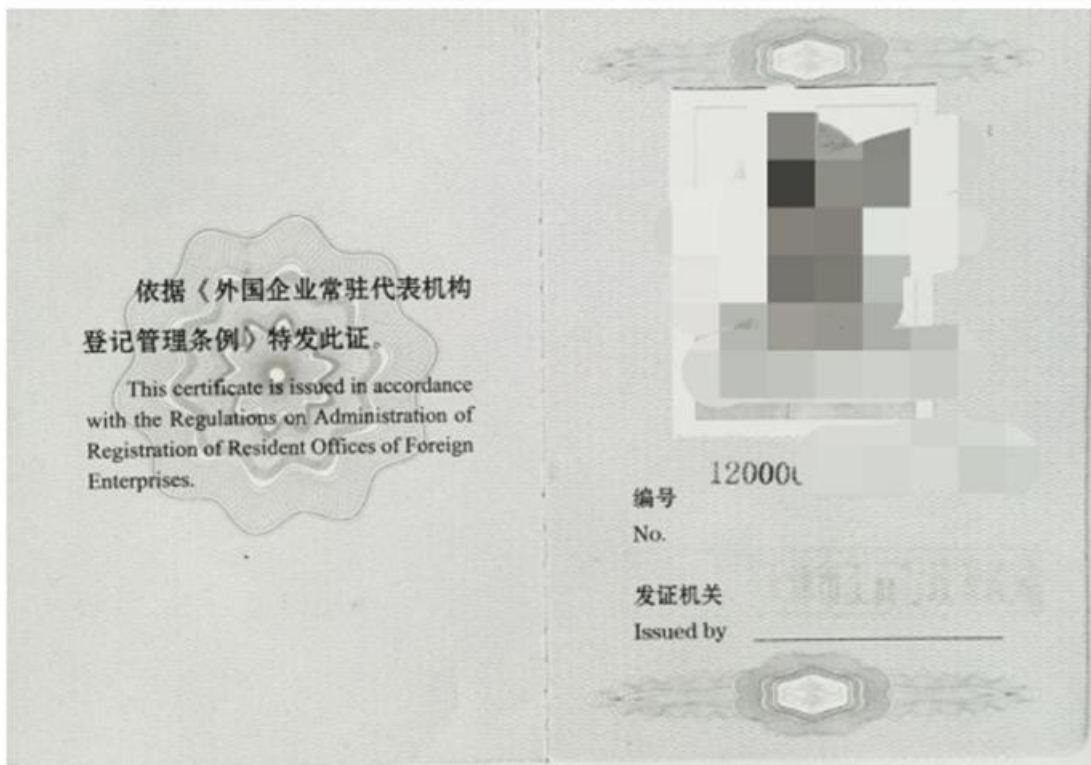 依据《外国企业常驻代表机构
登记管理条例》特发此证。
This certificate is issued in accordance
with the Regulations on Administration of
Registration of Resident Offices of Foreign
Enterprises.
12000
编号
No.
发证机关
Issued by